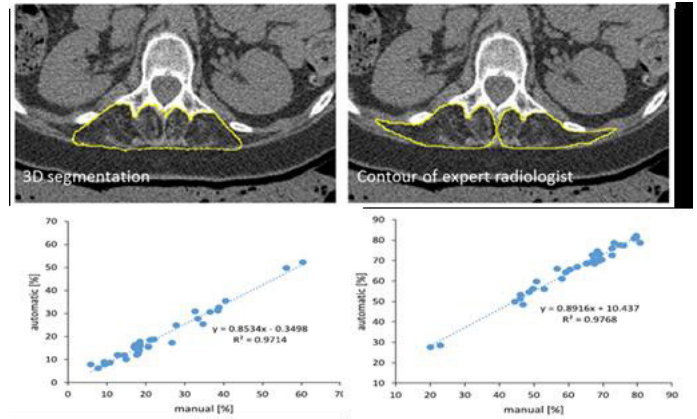 3D segmentation
Contour of expert radiologist
70
60
50
40
30
20
10
0
automatic [%]
y = 0.8534x - 0.3498
R² = 0.9714
0 10 20 30 40 50 60 70
manual [%]
90
80
70
60
50
40
30
20
10
automatic [%]
y = 0.8916x + 10.437
R² = 0.9768
10 20 30 40 50 60 70 80 90
manual [%]